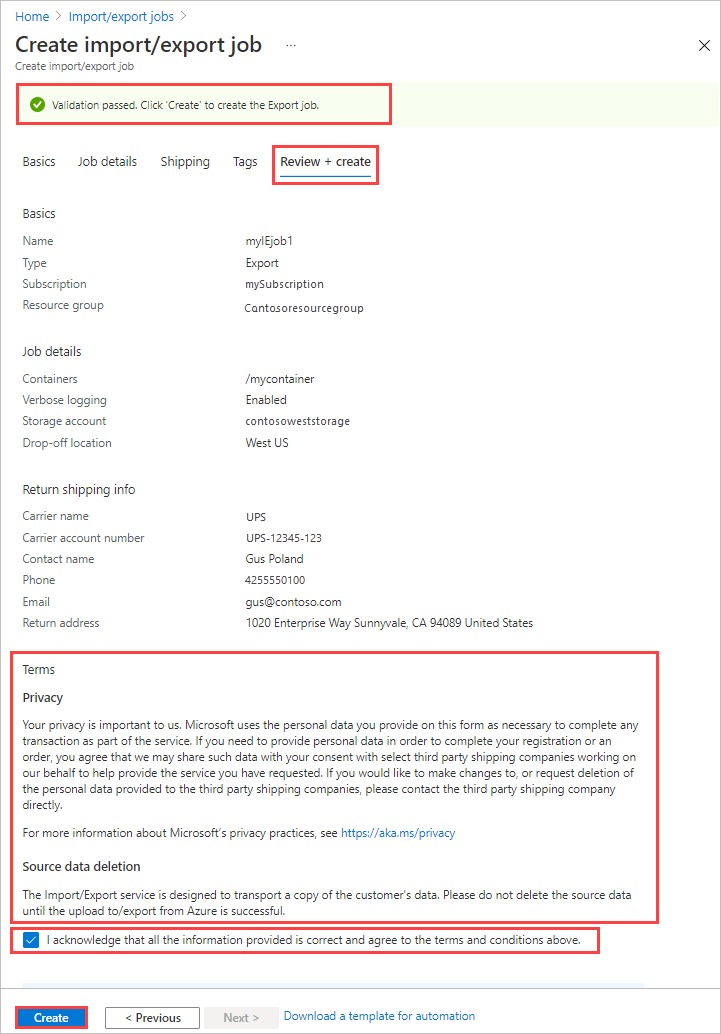 Home > Import/export jobs >
Create import/export job ...
Create import/export job
Validation passed. Click 'Create' to create the Export job.
Basics Job details Shipping Tags Review + create
Basics
Name myIEjob1
Type Export
Subscription mySubscription
Resource group Contosoresourcegroup
Job details
Containers /mycontainer
Verbose logging Enabled
Storage account contosoweststorage
Drop-off location West US
Return shipping info
Carrier name UPS
Carrier account number UPS-12345-123
Contact name Gus Poland
Phone 4255550100
Email gus@contoso.com
Return address 1020 Enterprise Way Sunnyvale, CA 94089 United States
Terms
Privacy
Your privacy is important to us. Microsoft uses the personal data you provide on this form as necessary to complete any
transaction as part of the service. If you need to provide personal data in order to complete your registration or an
order, you agree that we may share such data with your consent with select third party shipping companies working on
our behalf to help provide the service you have requested. If you would like to make changes to, or request deletion of
the personal data provided to the third party shipping companies, please contact the third party shipping company
directly.
For more information about Microsoft's privacy practices, see https://aka.ms/privacy
Source data deletion
The Import/Export service is designed to transport a copy of the customer's data. Please do not delete the source data
until the upload to/export from Azure is successful.
I acknowledge that all the information provided is correct and agree to the terms and conditions above.
Create < Previous Next > Download a template for automation